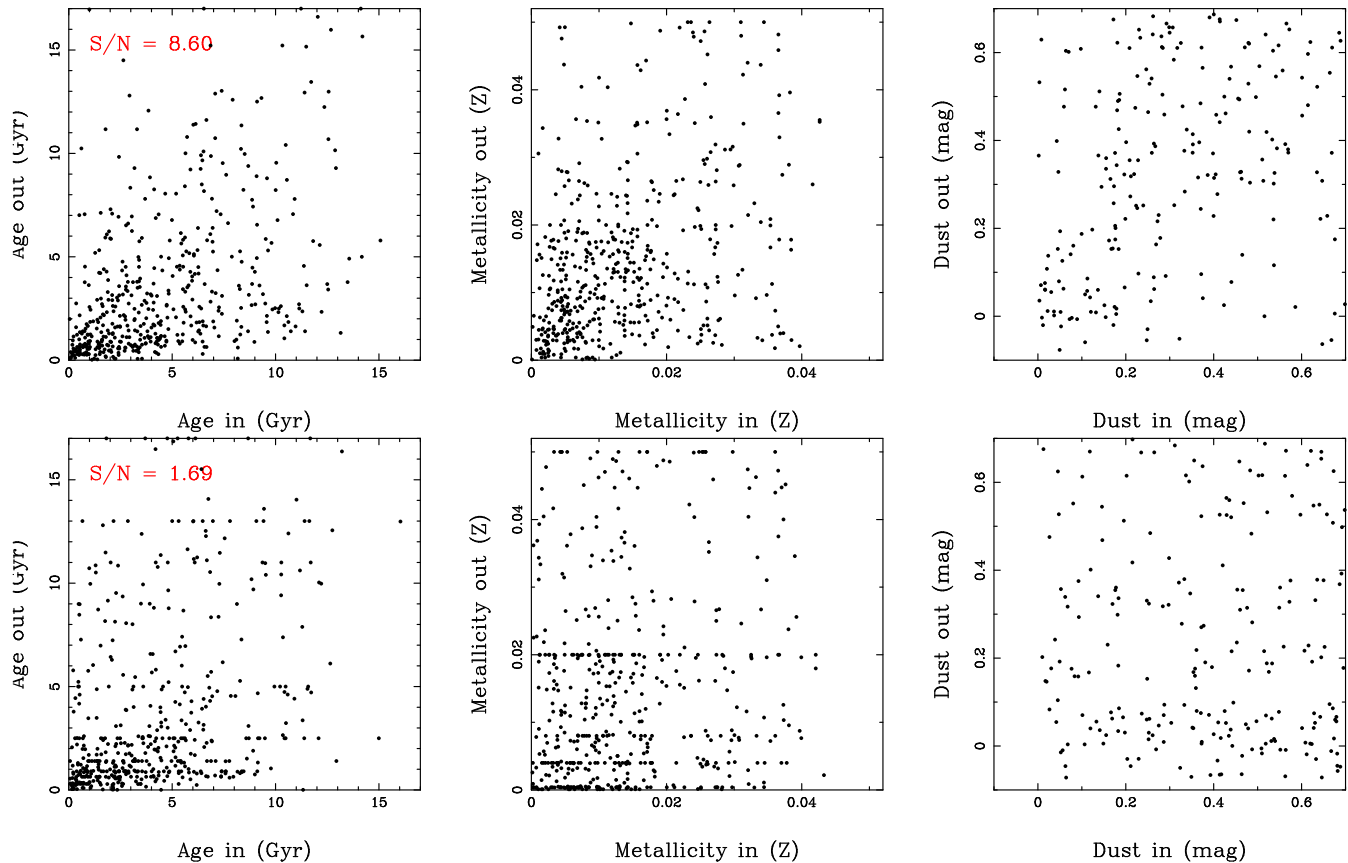 S/N = 8.60
Age out (Gyr)
15
10
5
0
0 5 10 15
Age in (Gyr)
Metallicity out (Z)
0.04
0.02
0
0 0.02 0.04
Metallicity in (Z)
Dust out (mag)
0.6
0.4
0.2
0
0 0.2 0.4 0.6
Dust in (mag)
S/N = 1.69
Age out (Gyr)
15
10
5
0
0 5 10 15
Age in (Gyr)
Metallicity out (Z)
0.04
0.02
0
0 0.02 0.04
Metallicity in (Z)
Dust out (mag)
0.6
0.4
0.2
0
0 0.2 0.4 0.6
Dust in (mag)